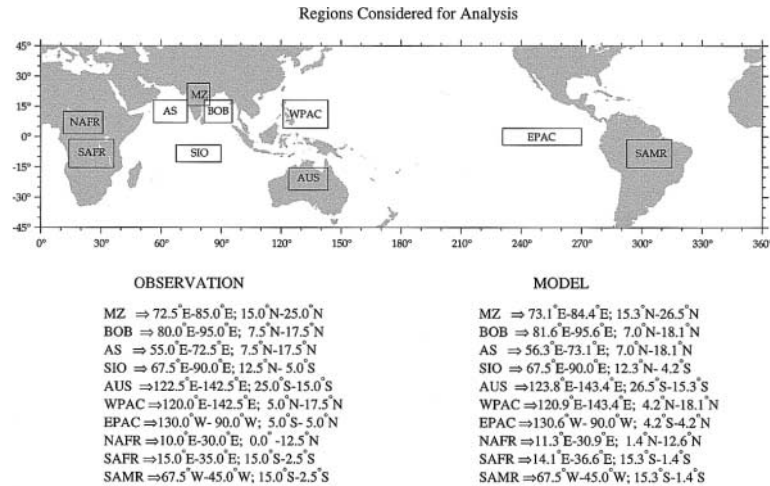 Regions Considered for Analysis
45°
30°
15°
0°
-15°
-30°
-45°
45°
30°
15°
0°
-15°
-30°
-45°
NAFR
SAFR
AS
MZ
BOB
SIO
WPAC
AUS
EPAC
SAMR
0° 30° 60° 90° 120° 150° 180° 210° 240° 270° 300° 330° 360°
OBSERVATION
MZ ⇒ 72.5°E-85.0°E; 15.0°N-25.0°N
BOB ⇒ 80.0°E-95.0°E; 7.5°N-17.5°N
AS ⇒ 55.0°E-72.5°E; 7.5°N-17.5°N
SIO ⇒ 67.5°E-90.0°E; 12.5°N- 5.0°S
AUS ⇒ 122.5°E-142.5°E; 25.0°S-15.0°S
WPAC ⇒ 120.0°E-142.5°E; 5.0°N-17.5°N
EPAC ⇒ 130.0°W- 90.0°W; 5.0°S- 5.0°N
NAFR ⇒ 10.0°E-30.0°E; 0.0° -12.5°N
SAFR ⇒ 15.0°E-35.0°E; 15.0°S-2.5°S
SAMR ⇒ 67.5°W-45.0°W; 15.0°S-2.5°S
MODEL
MZ ⇒ 73.1°E-84.4°E; 15.3°N-26.5°N
BOB ⇒ 81.6°E-95.6°E; 7.0°N-18.1°N
AS ⇒ 56.3°E-73.1°E; 7.0°N-18.1°N
SIO ⇒ 67.5°E-90.0°E; 12.3°N- 4.2°S
AUS ⇒ 123.8°E-143.4°E; 26.5°S-15.3°S
WPAC ⇒ 120.9°E-143.4°E; 4.2°N-18.1°N
EPAC ⇒ 130.6°W- 90.0°W; 4.2°S-4.2°N
NAFR ⇒ 11.3°E-30.9°E; 1.4°N-12.6°N
SAFR ⇒ 14.1°E-36.6°E; 15.3°S-1.4°S
SAMR ⇒ 67.5°W-45.0°W; 15.3°S-1.4°S